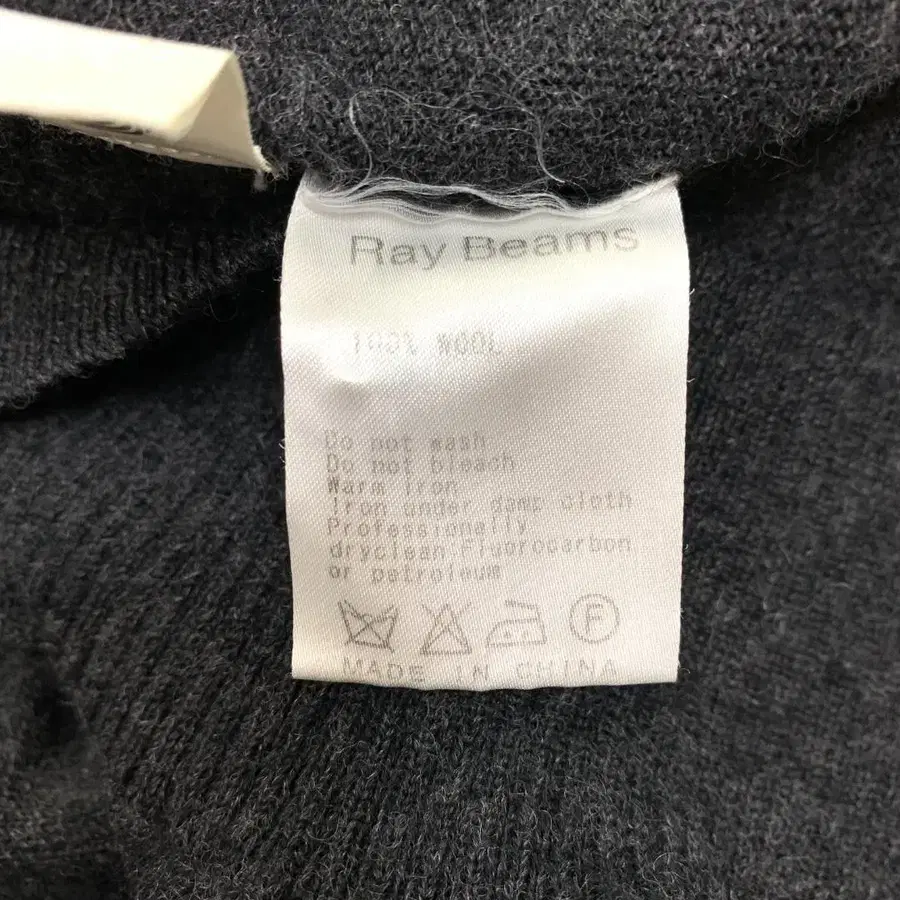 Ray Beams
100% WOOL
Do not wash
Do not bleach
Warm iron
Iron under damp cloth
Professionally
dryclean.Fluorocarbon
or petroleum
F
MADE IN CHINA